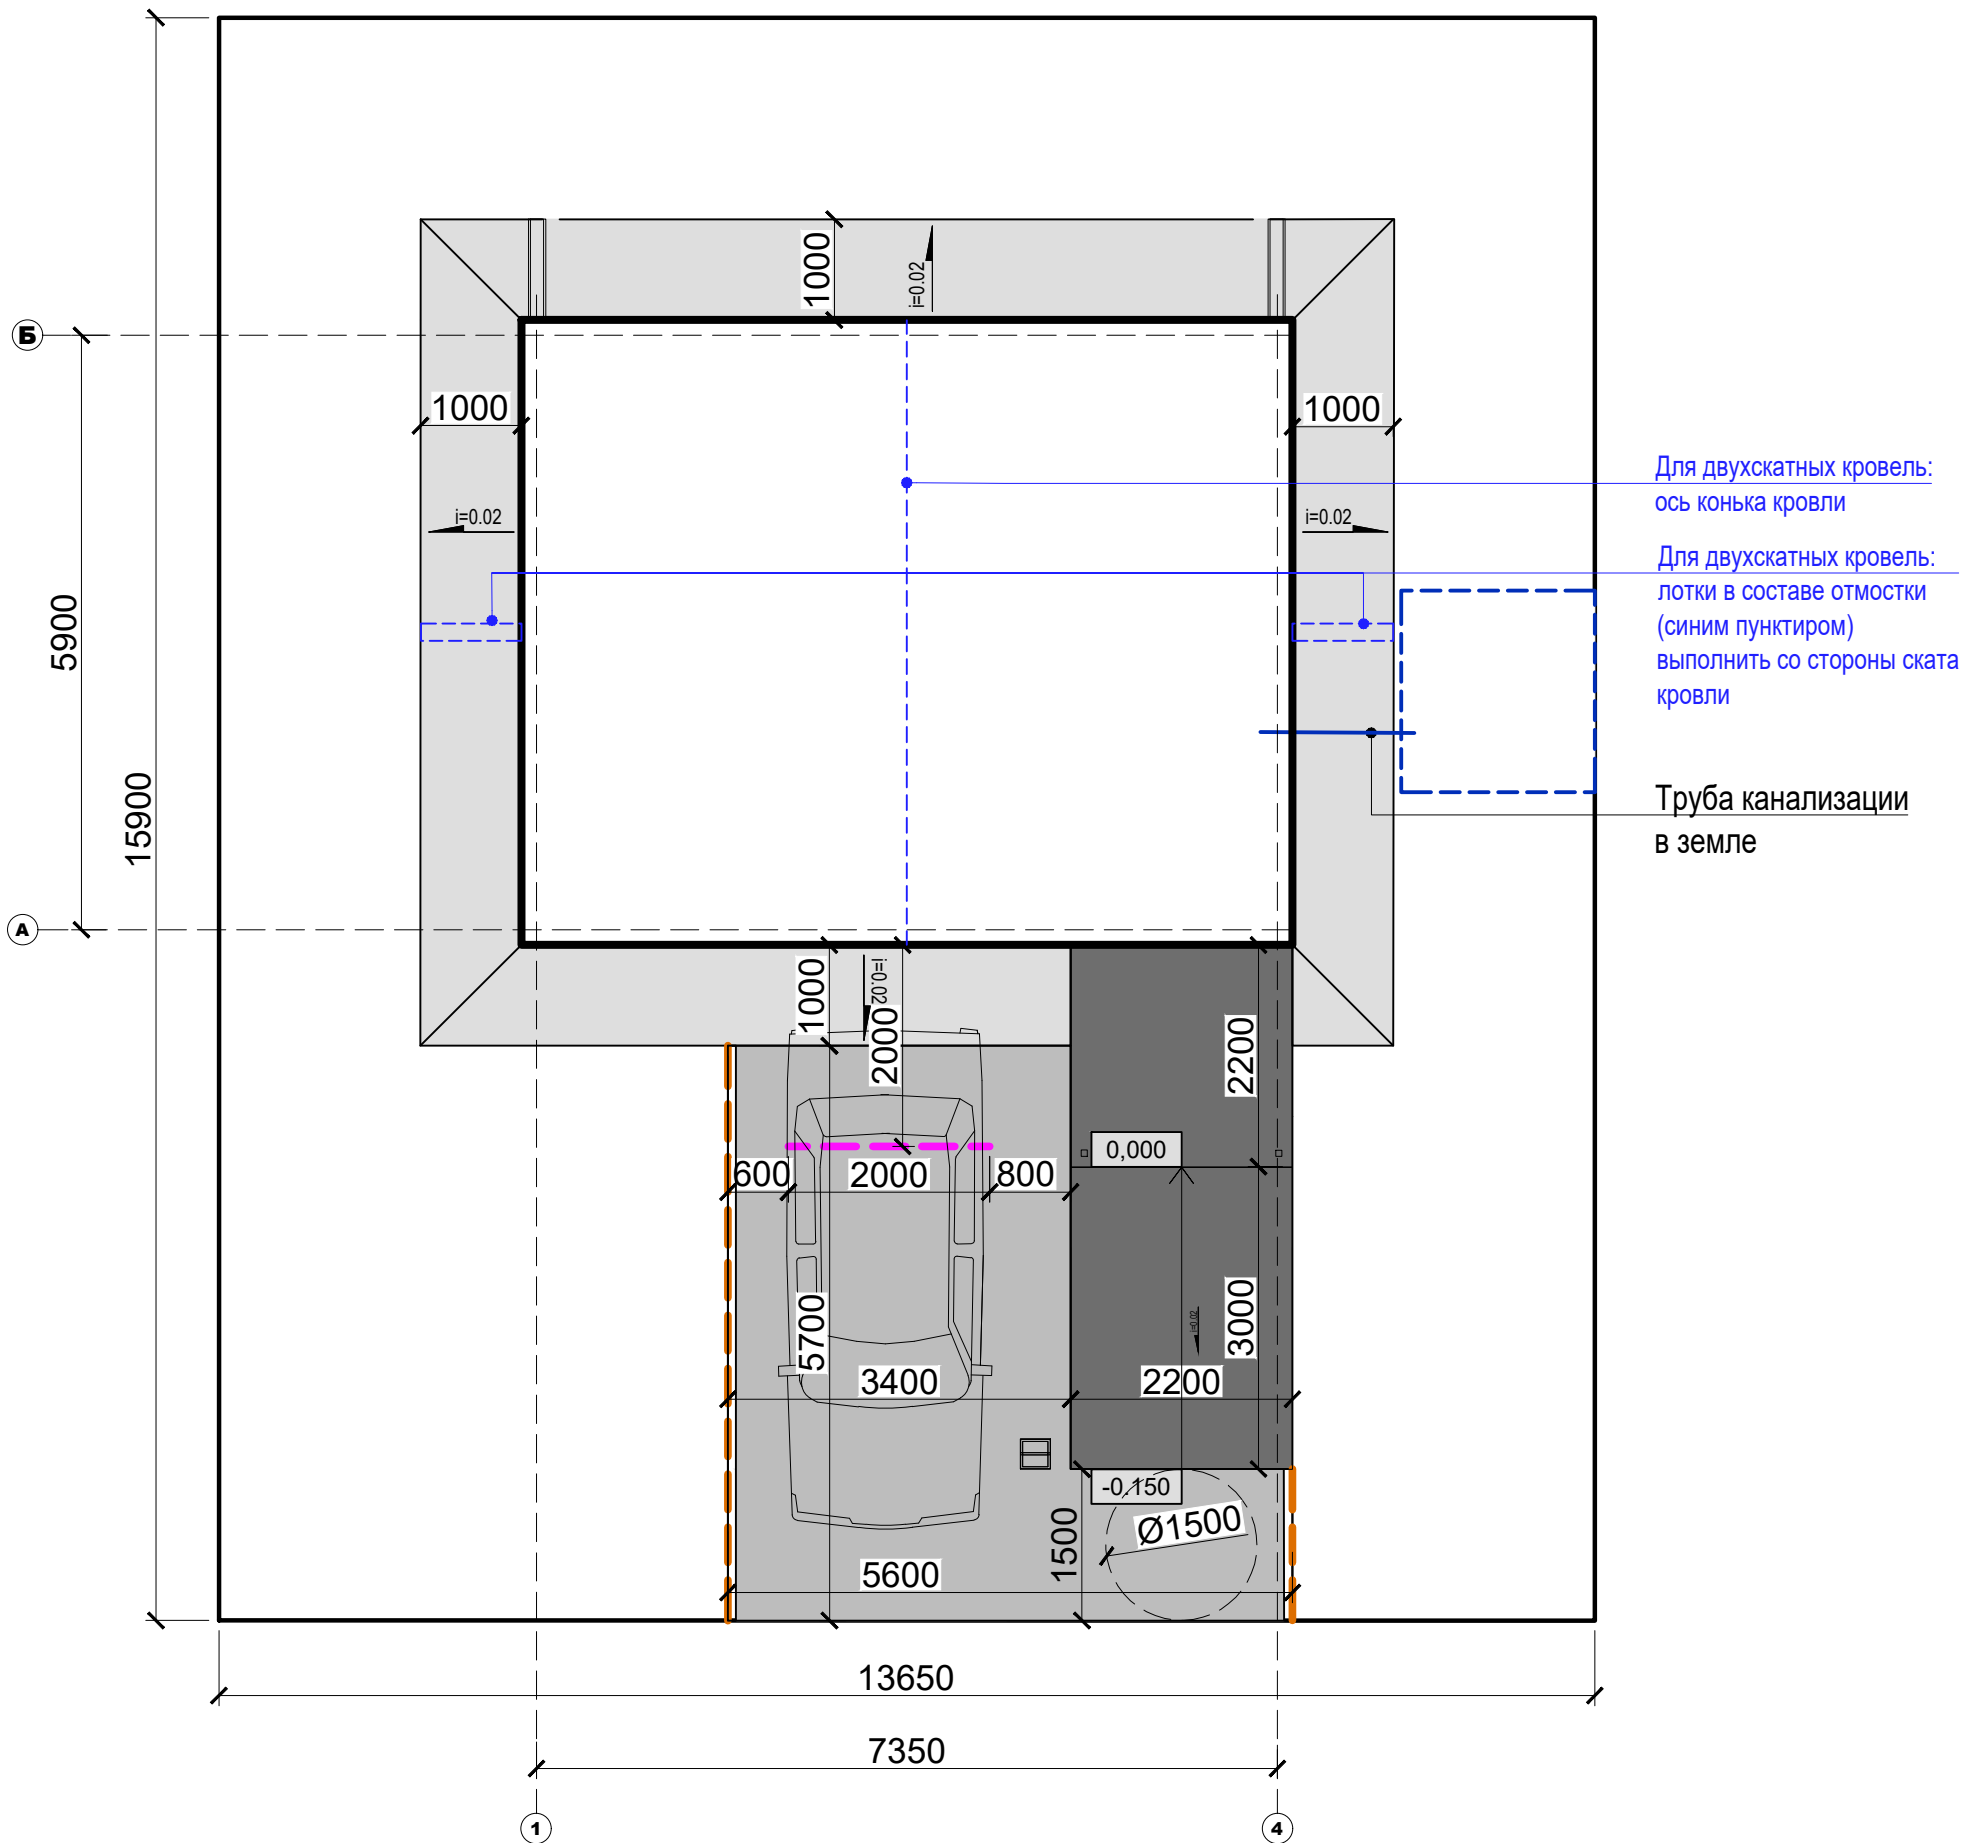 1000
i=0.02
Б
1000
1000
Для двухскатных кровель:
ось конька кровли
i=0.02
i=0.02
Для двухскатных кровель:
лотки в составе отмостки
(синим пунктиром)
выполнить со стороны ската
кровли
5900
15900
Труба канализации
в земле
А
1000
i=0.02
2000
2200
0,000
600
2000
800
5700
3000
i=0.02
3400
2200
-0.150
Ø1500
1500
5600
13650
7350
1
4